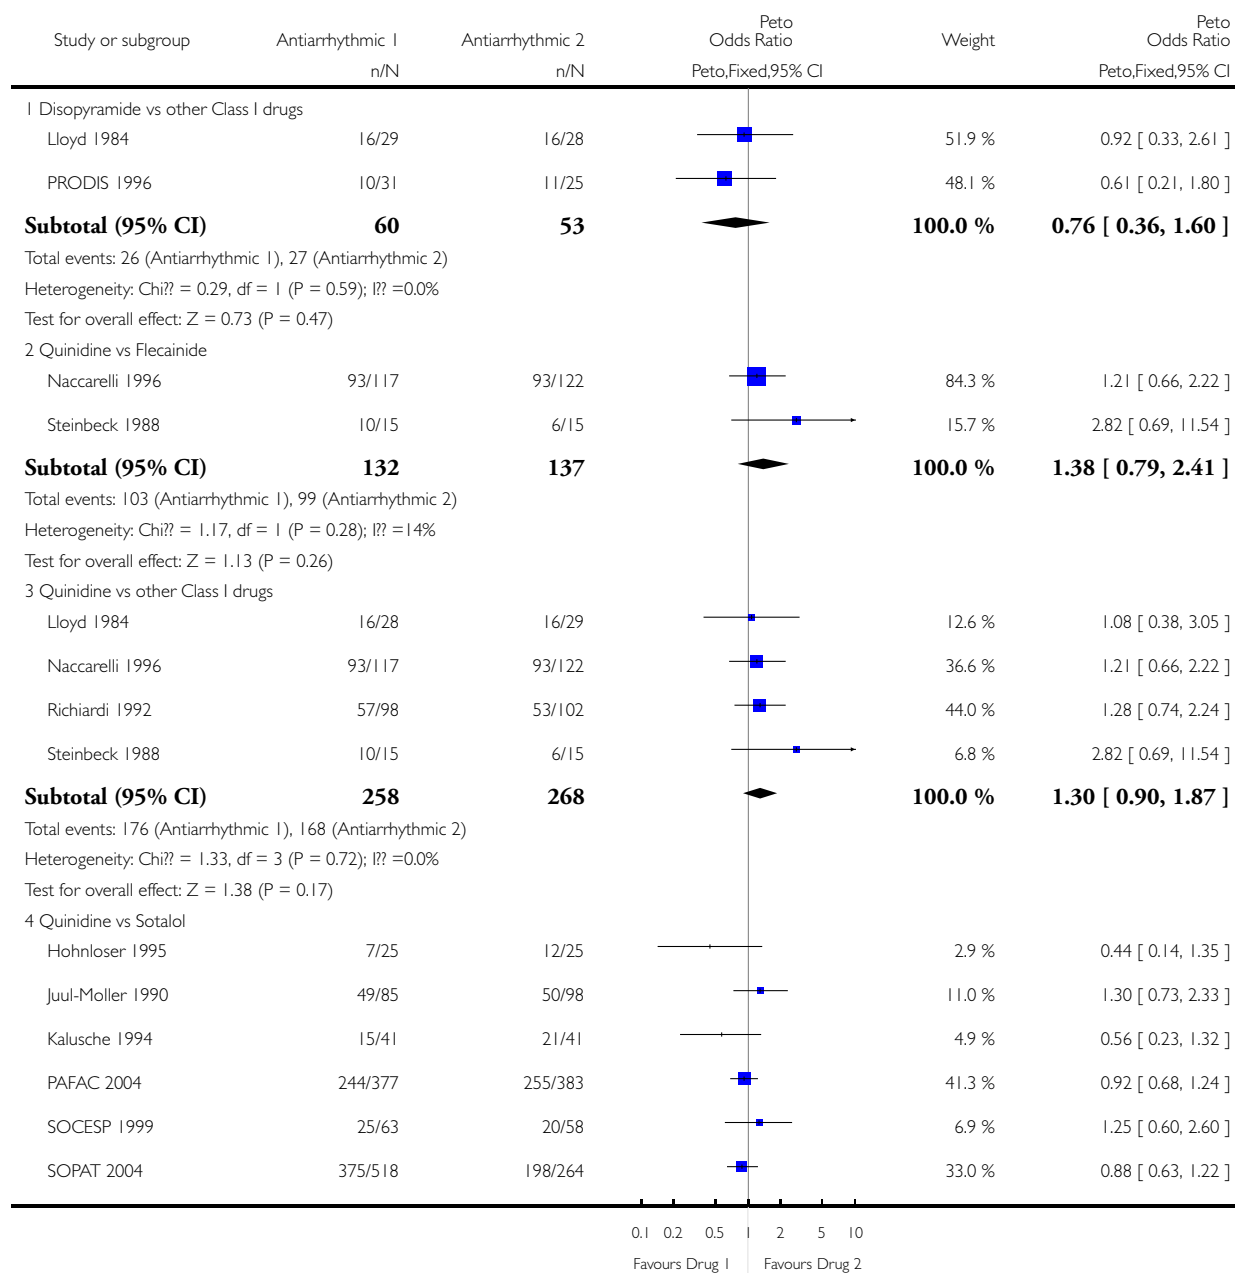 Study or subgroup Antiarrhythmic 1 Antiarrhythmic 2 Peto Odds Ratio Weight Peto Odds Ratio
n/N n/N Peto,Fixed,95% CI Peto,Fixed,95% CI
1 Disopyramide vs other Class I drugs
Lloyd 1984 16/29 16/28 51.9 % 0.92 [ 0.33, 2.61 ]
PRODIS 1996 10/31 11/25 48.1 % 0.61 [ 0.21, 1.80 ]
Subtotal (95% CI) 60 53 100.0 % 0.76 [ 0.36, 1.60 ]
Total events: 26 (Antiarrhythmic 1), 27 (Antiarrhythmic 2)
Heterogeneity: Chi?? = 0.29, df = 1 (P = 0.59); I?? =0.0%
Test for overall effect: Z = 0.73 (P = 0.47)
2 Quinidine vs Flecainide
Naccarelli 1996 93/117 93/122 84.3 % 1.21 [ 0.66, 2.22 ]
Steinbeck 1988 10/15 6/15 15.7 % 2.82 [ 0.69, 11.54 ]
Subtotal (95% CI) 132 137 100.0 % 1.38 [ 0.79, 2.41 ]
Total events: 103 (Antiarrhythmic 1), 99 (Antiarrhythmic 2)
Heterogeneity: Chi?? = 1.17, df = 1 (P = 0.28); I?? =14%
Test for overall effect: Z = 1.13 (P = 0.26)
3 Quinidine vs other Class I drugs
Lloyd 1984 16/28 16/29 12.6 % 1.08 [ 0.38, 3.05 ]
Naccarelli 1996 93/117 93/122 36.6 % 1.21 [ 0.66, 2.22 ]
Richiardi 1992 57/98 53/102 44.0 % 1.28 [ 0.74, 2.24 ]
Steinbeck 1988 10/15 6/15 6.8 % 2.82 [ 0.69, 11.54 ]
Subtotal (95% CI) 258 268 100.0 % 1.30 [ 0.90, 1.87 ]
Total events: 176 (Antiarrhythmic 1), 168 (Antiarrhythmic 2)
Heterogeneity: Chi?? = 1.33, df = 3 (P = 0.72); I?? =0.0%
Test for overall effect: Z = 1.38 (P = 0.17)
4 Quinidine vs Sotalol
Hohnloser 1995 7/25 12/25 2.9 % 0.44 [ 0.14, 1.35 ]
Juul-Moller 1990 49/85 50/98 11.0 % 1.30 [ 0.73, 2.33 ]
Kalusche 1994 15/41 21/41 4.9 % 0.56 [ 0.23, 1.32 ]
PAFAC 2004 244/377 255/383 41.3 % 0.92 [ 0.68, 1.24 ]
SOCESP 1999 25/63 20/58 6.9 % 1.25 [ 0.60, 2.60 ]
SOPAT 2004 375/518 198/264 33.0 % 0.88 [ 0.63, 1.22 ]
0.1 0.2 0.5 1 2 5 10
Favours Drug 1 Favours Drug 2